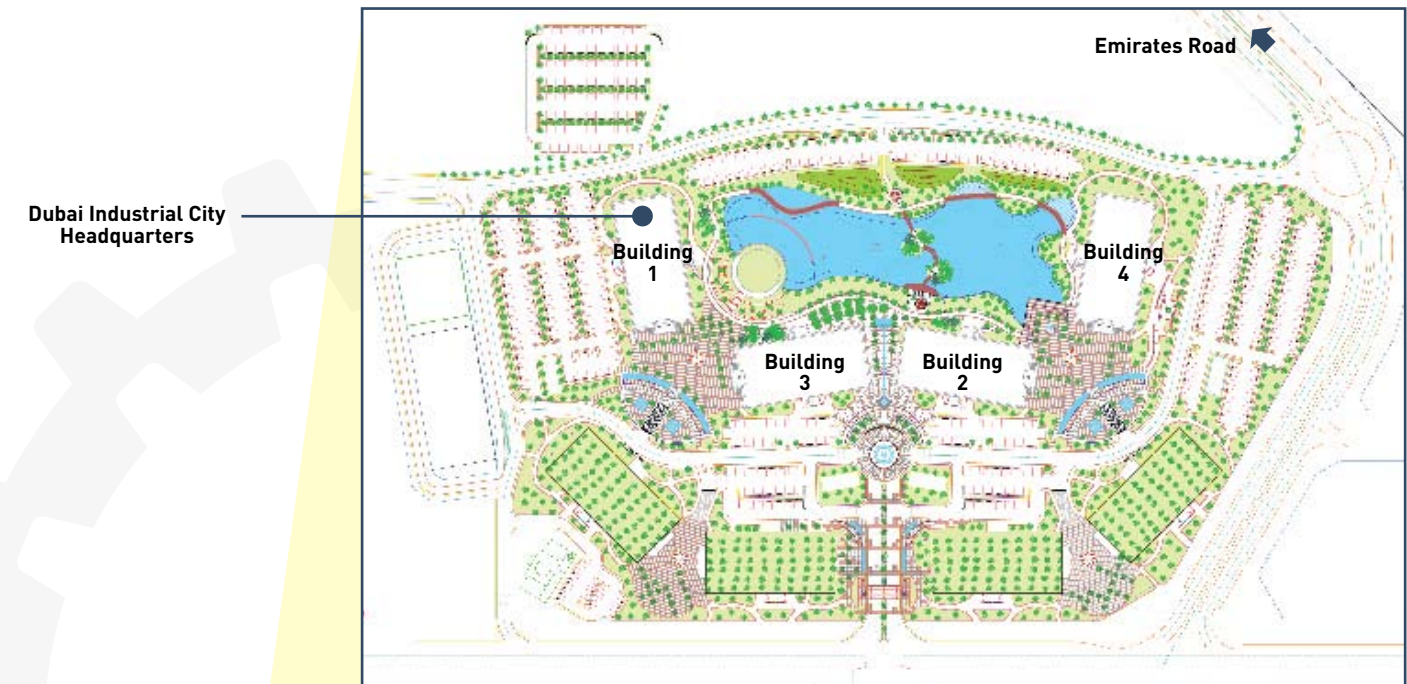 Emirates Road
Dubai Industrial City
Headquarters
Building
1
Building
4
Building
3
Building
2